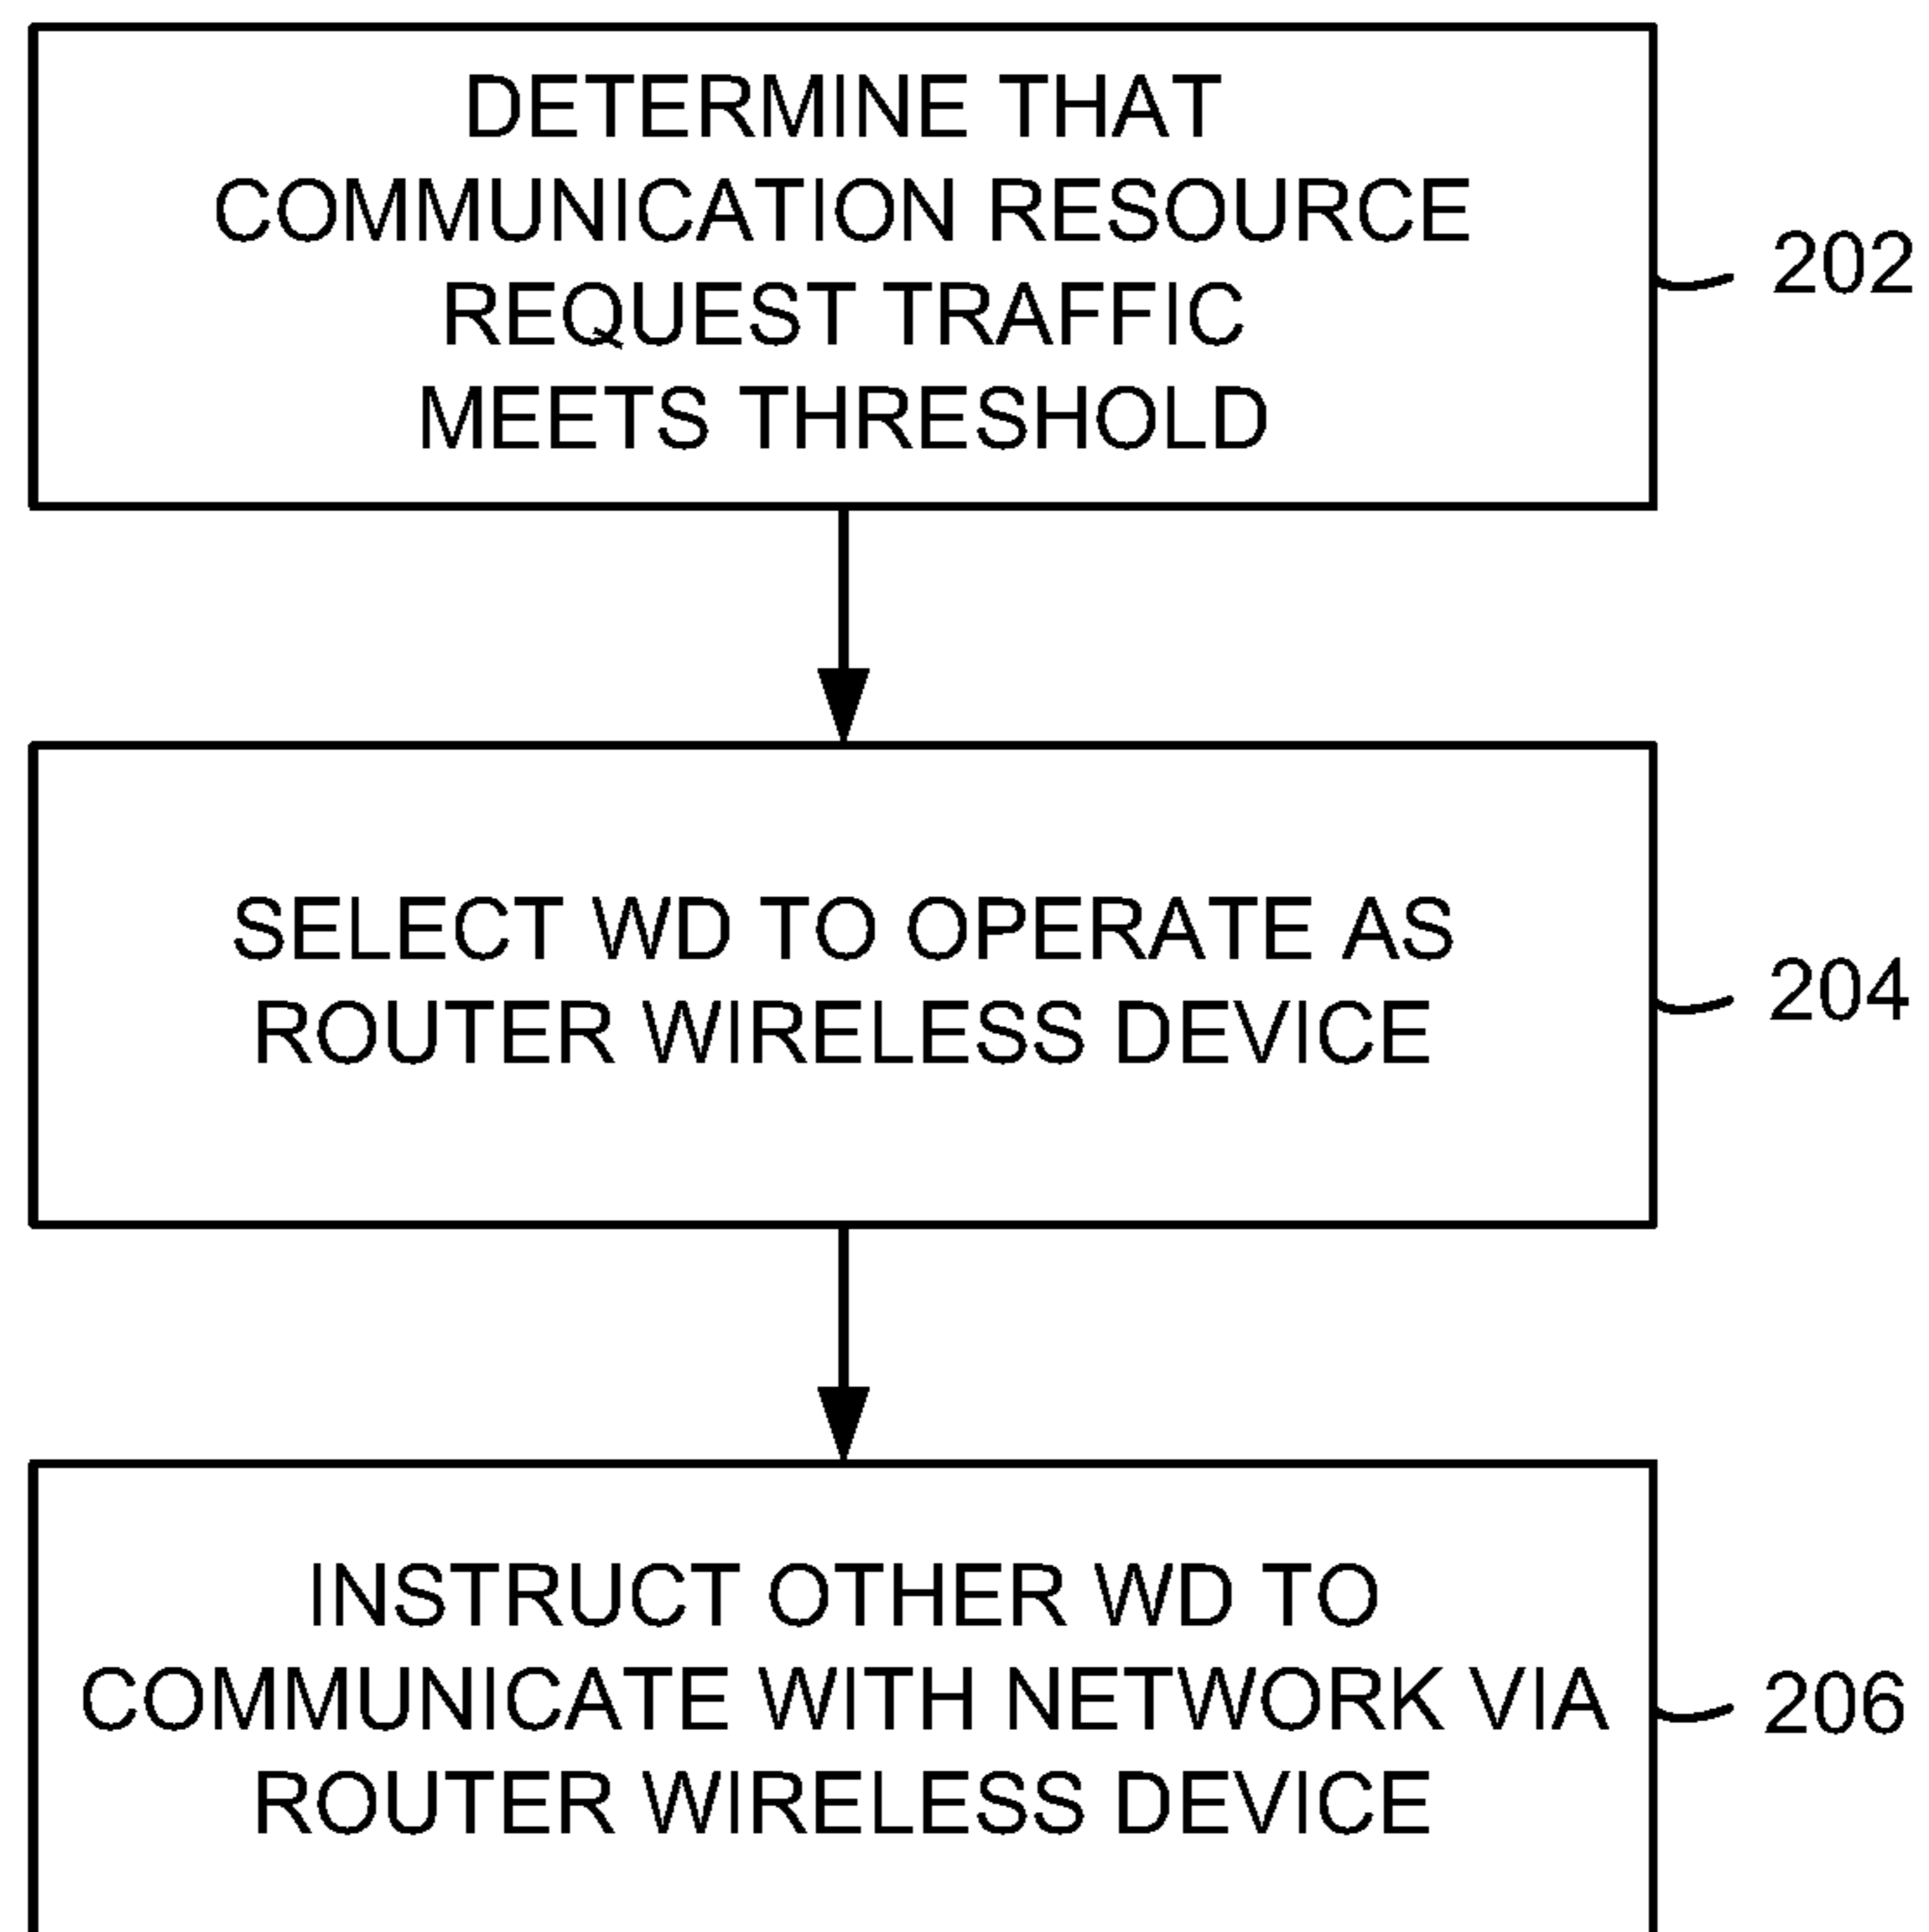 DETERMINE THAT
COMMUNICATION RESOURCE
REQUEST TRAFFIC
MEETS THRESHOLD
202
SELECT WD TO OPERATE AS
ROUTER WIRELESS DEVICE
204
INSTRUCT OTHER WD TO
COMMUNICATE WITH NETWORK VIA
ROUTER WIRELESS DEVICE
206